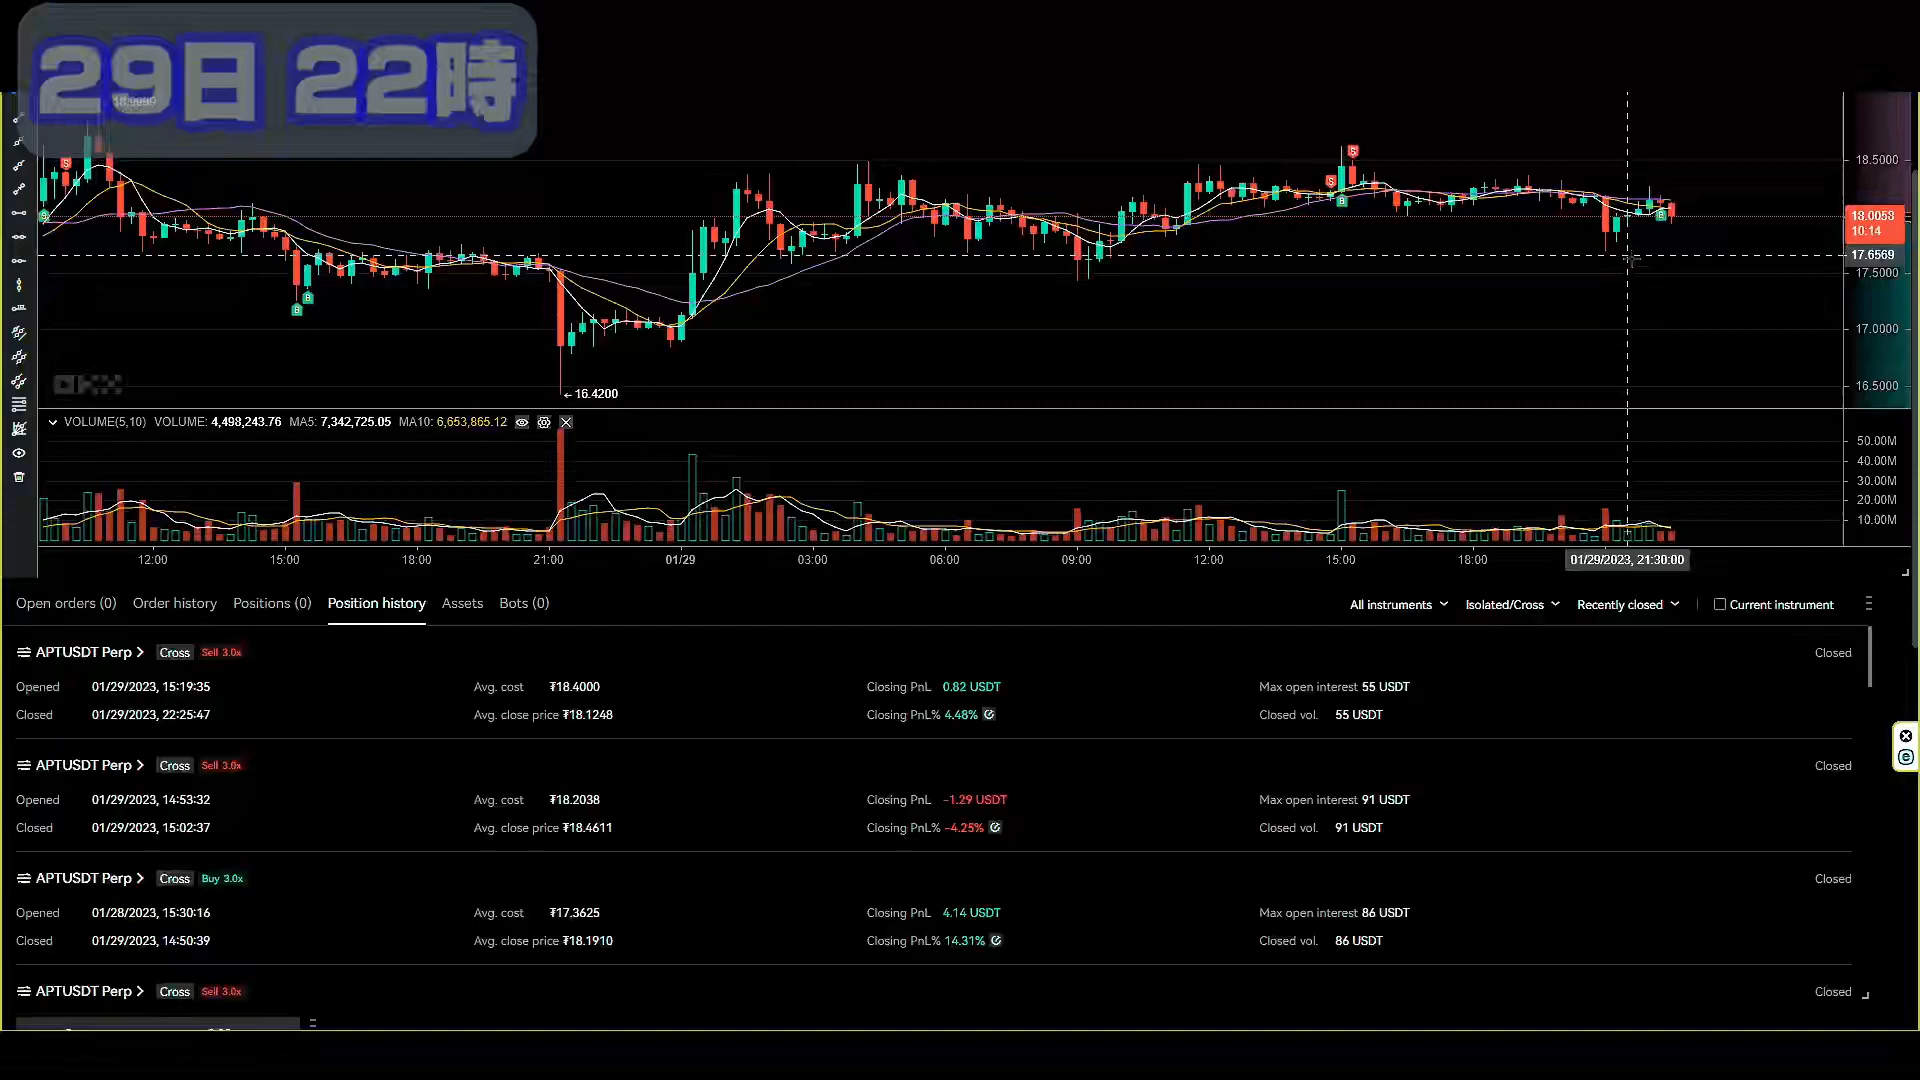 29日 22時
18.5000
18.0058
10:14
17.6569
17.5000
17.0000
16.5000
←16.4200
VOLUME(5,10) VOLUME: 4,498,243.76 MA5: 7,342,725.05 MA10: 6,653,865.12
50.00M
40.00M
30.00M
20.00M
10.00M
12:00 15:00 18:00 21:00 01/29 03:00 06:00 09:00 12:00 15:00 18:00 01/29/2023, 21:30:00
Open orders (0) Order history Positions (0) Position history Assets Bots (0) All instruments Isolated/Cross Recently closed Current instrument
APTUSDT Perp Cross Sell 3.0x Closed
Opened 01/29/2023, 15:19:35 Avg. cost ₮18.4000 Closing PnL 0.82 USDT Max open interest 55 USDT
Closed 01/29/2023, 22:25:47 Avg. close price ₮18.1248 Closing PnL% 4.48% Closed vol. 55 USDT
APTUSDT Perp Cross Sell 3.0x Closed
Opened 01/29/2023, 14:53:32 Avg. cost ₮18.2038 Closing PnL -1.29 USDT Max open interest 91 USDT
Closed 01/29/2023, 15:02:37 Avg. close price ₮18.4611 Closing PnL% -4.25% Closed vol. 91 USDT
APTUSDT Perp Cross Buy 3.0x Closed
Opened 01/28/2023, 15:30:16 Avg. cost ₮17.3625 Closing PnL 4.14 USDT Max open interest 86 USDT
Closed 01/29/2023, 14:50:39 Avg. close price ₮18.1910 Closing PnL% 14.31% Closed vol. 86 USDT
APTUSDT Perp Cross Sell 3.0x Closed